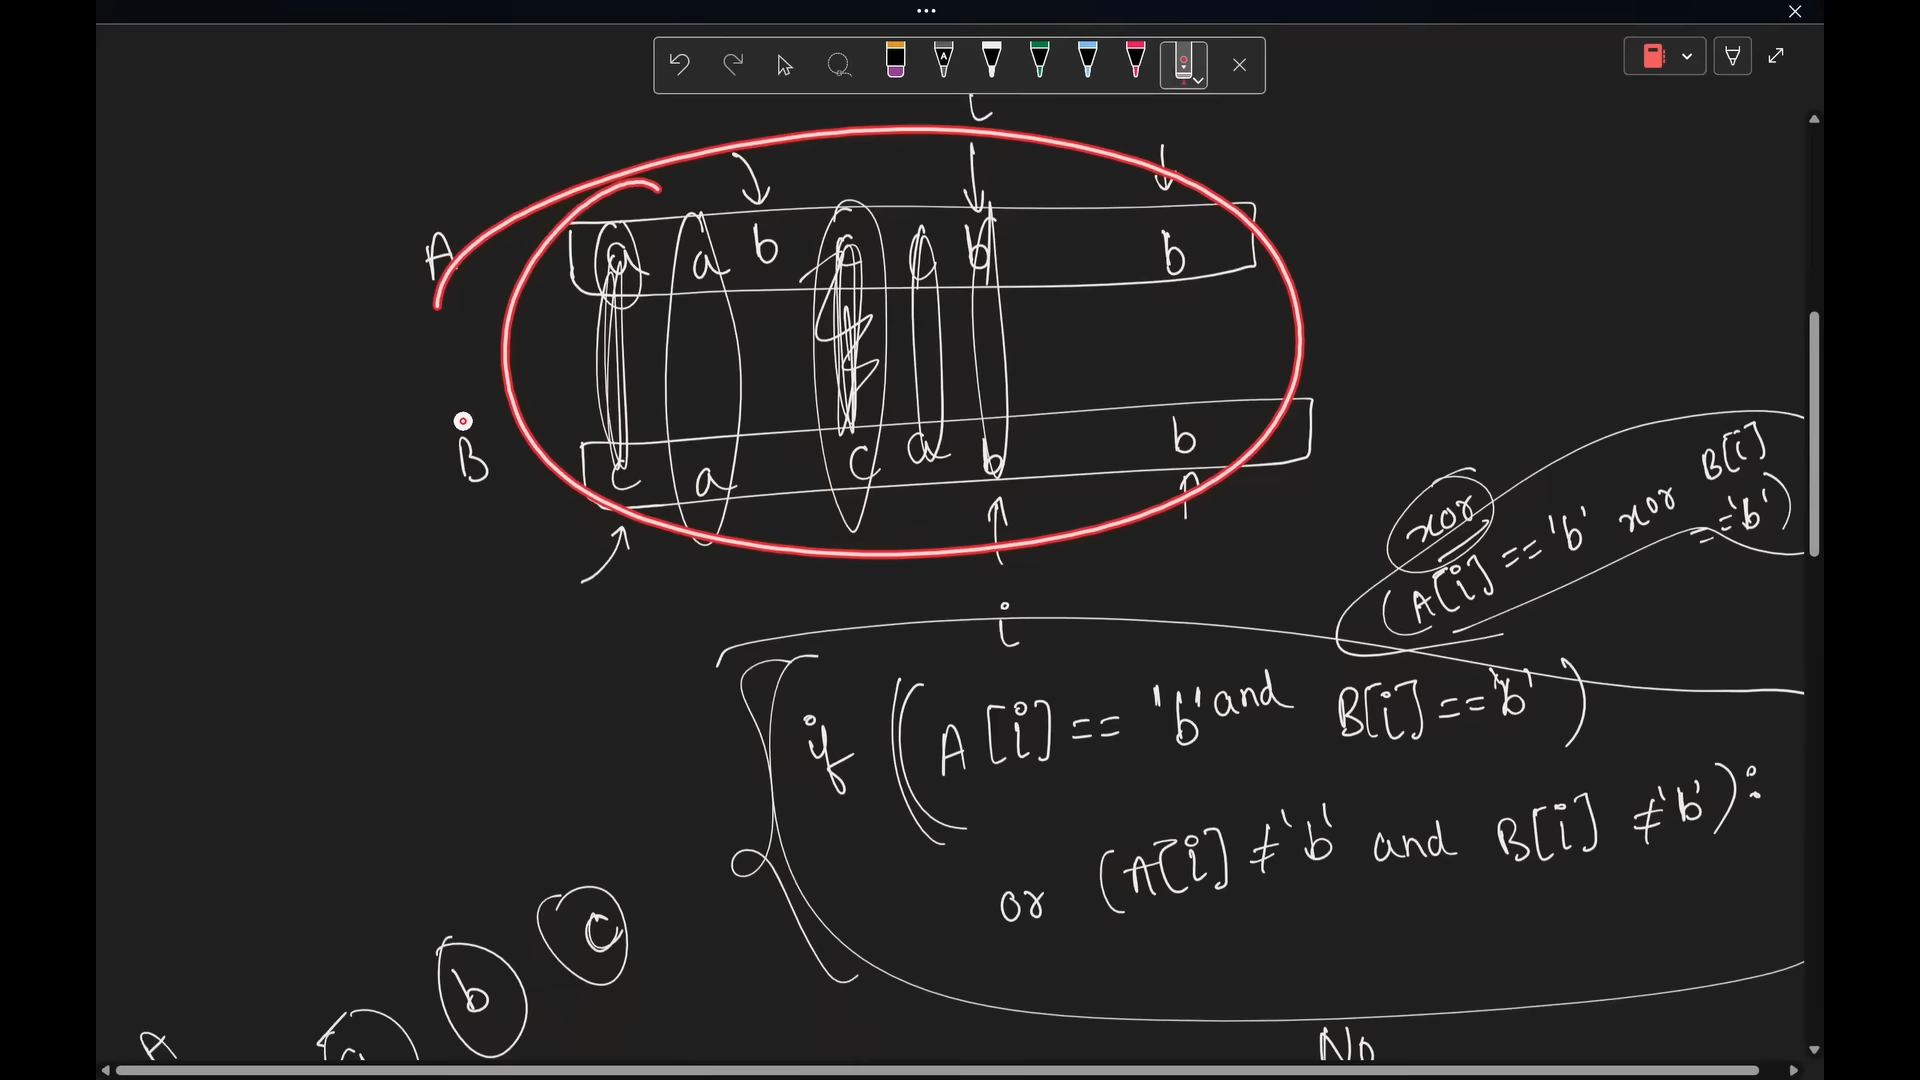 i
A a a b c a b b
B c a c a b b
i
xor
B[i]
(A[i] == 'b' xor == 'b')
if ((A[i] == 'b' and B[i] == 'b')
or (A[i] ≠ 'b' and B[i] ≠ 'b'):
c
b
a
A
No